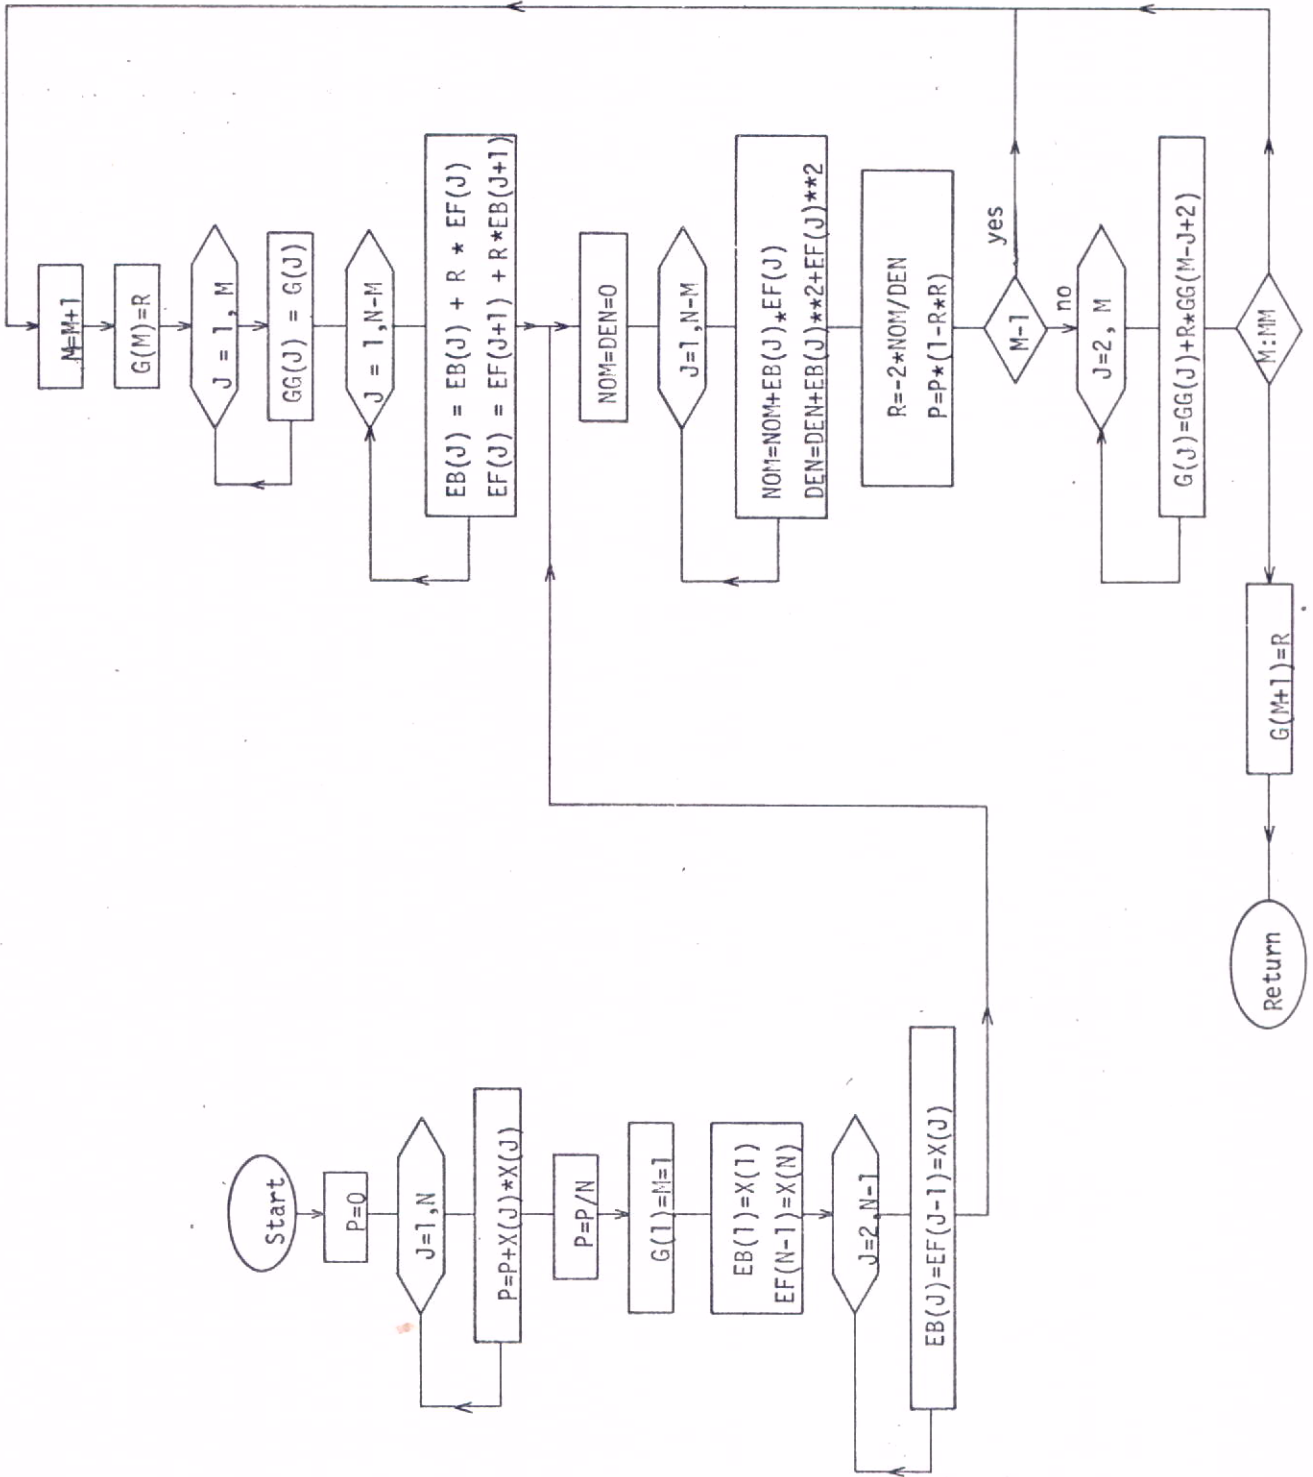 Start
P=0
J=1,N
P=P+X(J)*X(J)
P=P/N
G(1)=M=1
EB(1)=X(1)
EF(N-1)=X(N)
J=2,N-1
EB(J)=EF(J-1)=X(J)
M=M+1
G(M)=R
J = 1, M
GG(J) = G(J)
J = 1,N-M
EB(J) = EB(J) + R * EF(J)
EF(J) = EF(J+1) + R*EB(J+1)
NOM=DEN=0
J=1,N-M
NOM=NOM+EB(J)*EF(J)
DEN=DEN+EB(J)**2+EF(J)**2
R=-2*NOM/DEN
P=P*(1-R*R)
M-1
yes
no
J=2, M
G(J)=GG(J)+R*GG(M-J+2)
M:MM
G(M+1)=R
Return